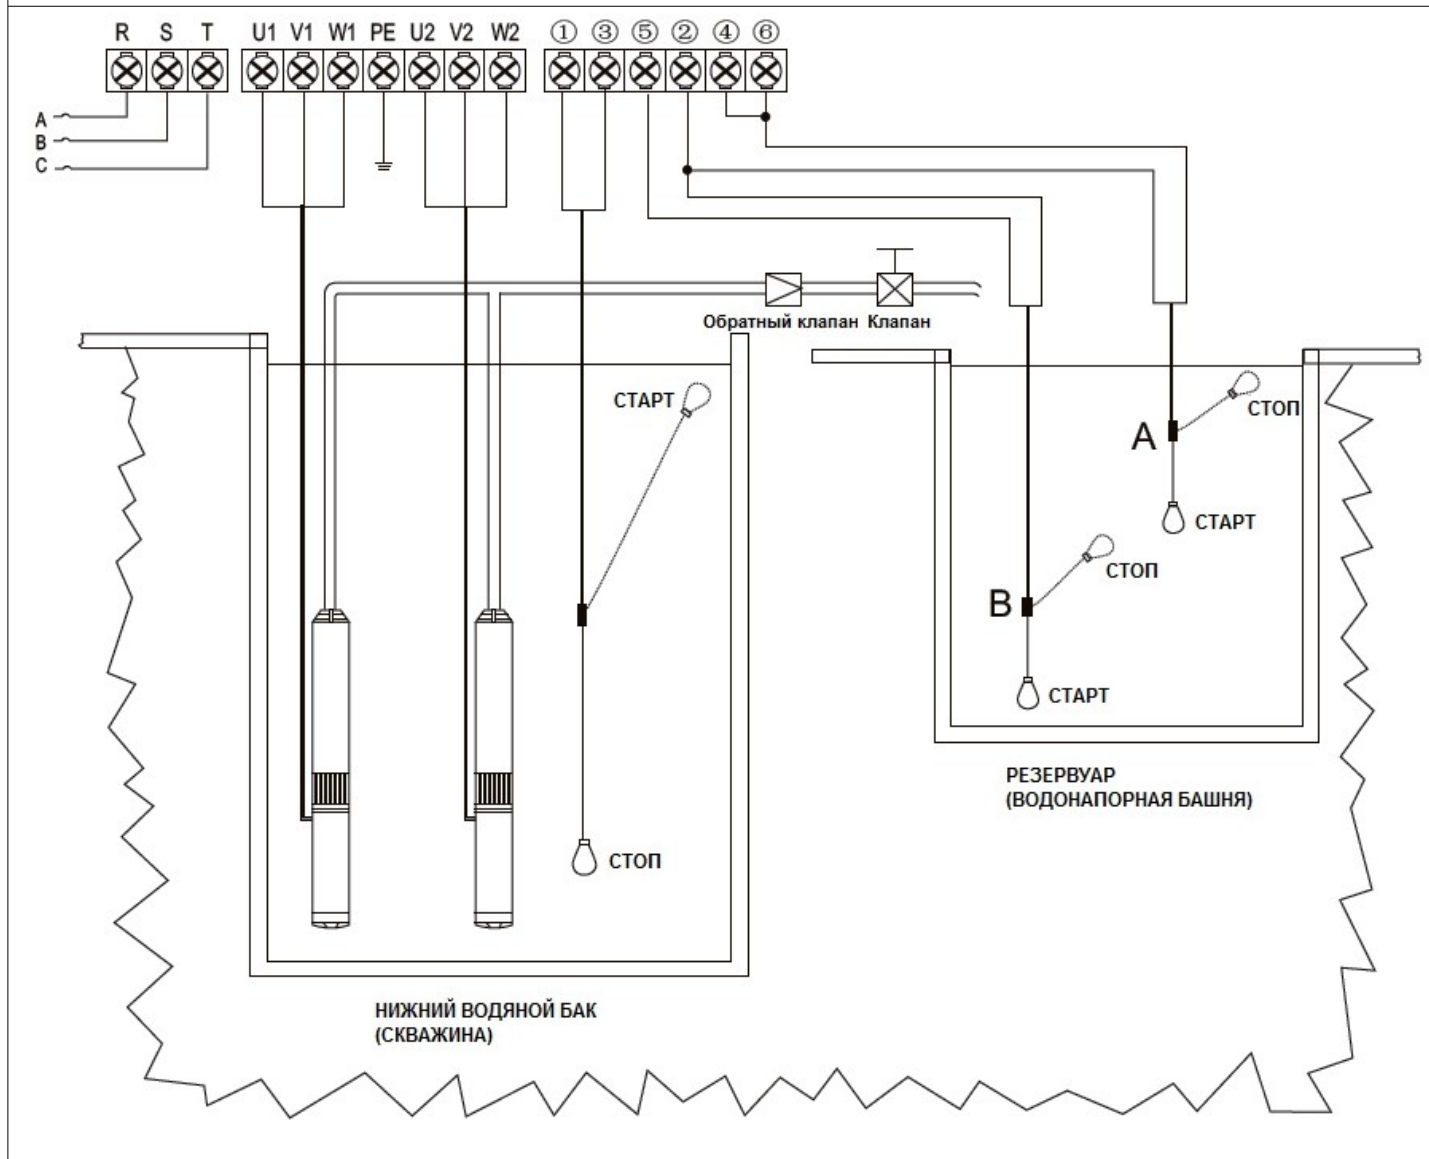 R S T U1 V1 W1 PE U2 V2 W2 ① ③ ⑤ ② ④ ⑥
A
B
C
Обратный клапан Клапан
СТАРТ
СТОП
A
СТАРТ
СТОП
B
СТАРТ
СТОП
РЕЗЕРВУАР
(ВОДОНАПОРНАЯ БАШНЯ)
НИЖНИЙ ВОДЯНОЙ БАК
(СКВАЖИНА)